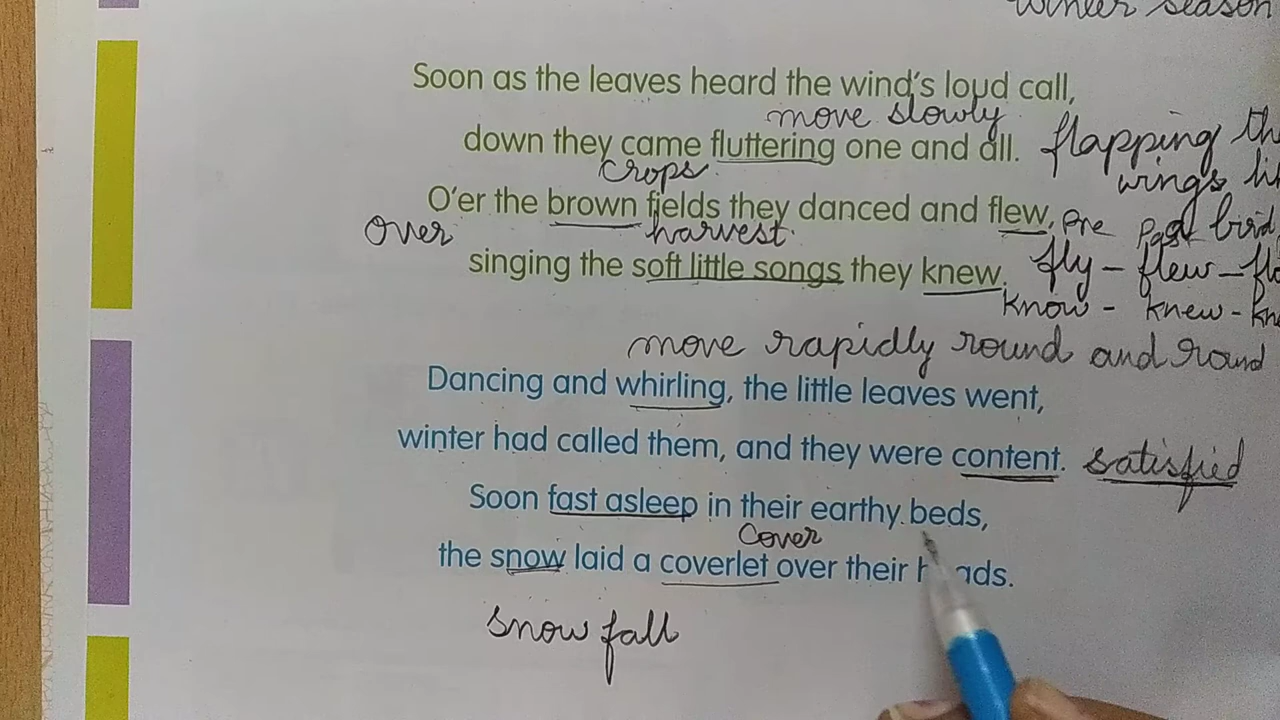 winter season
Soon as the leaves heard the wind's loud call,
move slowly
down they came fluttering one and all. flapping
crops
wings
O'er the brown fields they danced and flew, pre past bird
over harvest.
singing the soft little songs they knew. fly - flew -
know - knew -
move rapidly round and round
Dancing and whirling, the little leaves went,
winter had called them, and they were content. satisfied
Soon fast asleep in their earthy beds,
cover
the snow laid a coverlet over their
snow fall